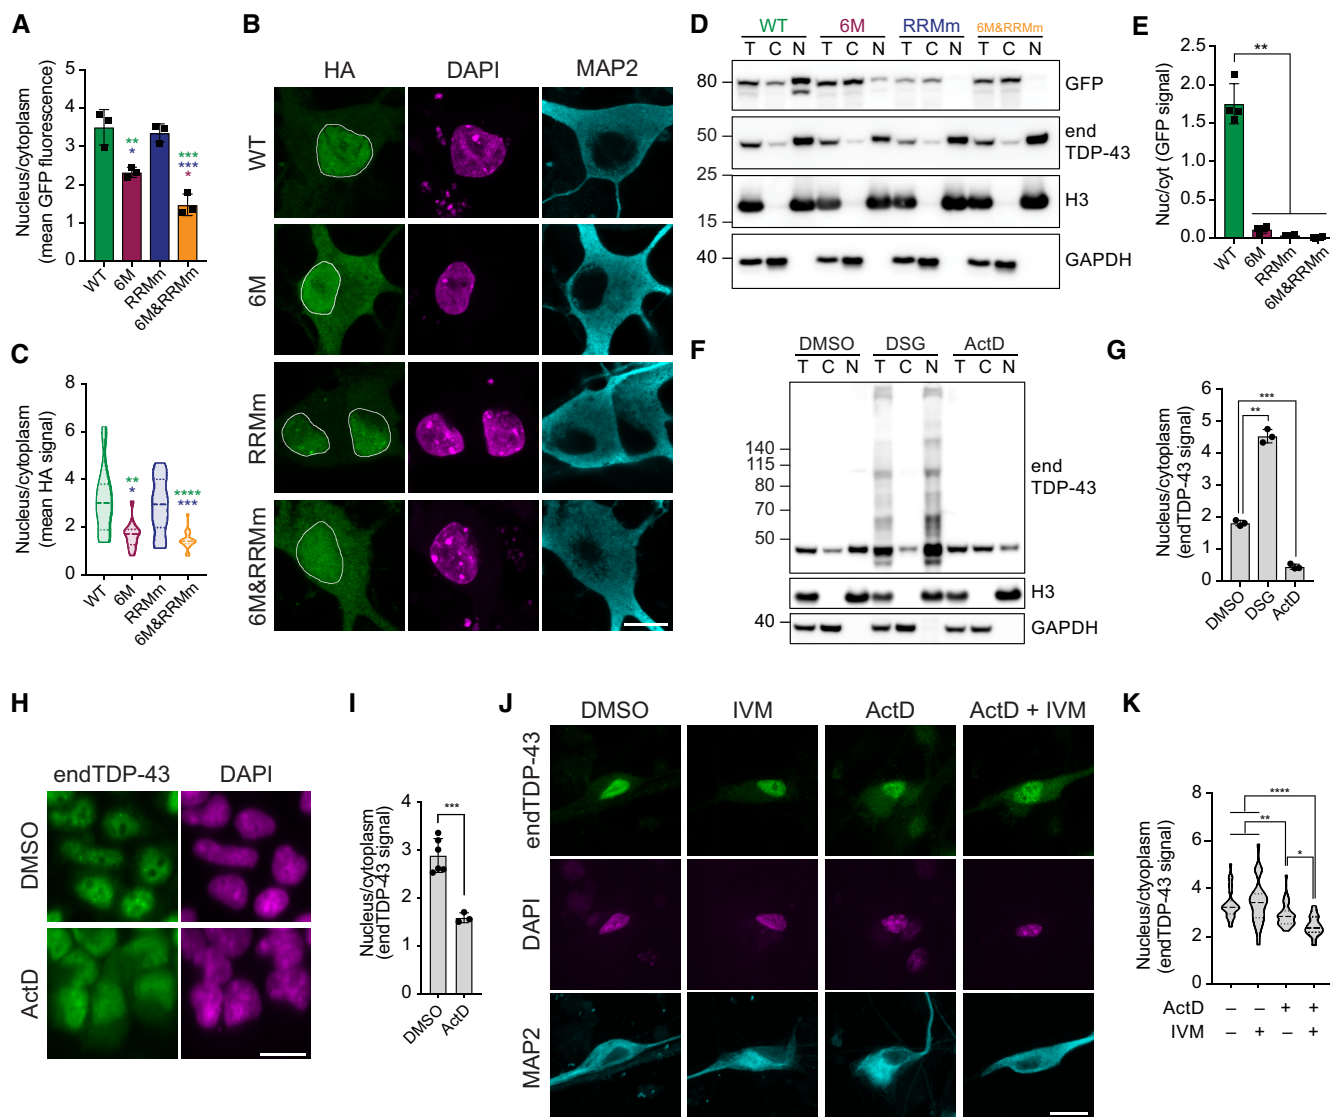 A
Nucleus/cytoplasm
(mean GFP fluorescence)
5
4
3
2
1
0
**
*
***
***
*
WT
6M
RRMm
6M&RRMm
B
HA
DAPI
MAP2
WT
6M
RRMm
6M&RRMm
C
Nucleus/cytoplasm
(mean HA signal)
8
6
4
2
0
**
*
****
***
WT
6M
RRMm
6M&RRMm
D
WT
6M
RRMm
6M&RRMm
T C N T C N T C N T C N
80
GFP
50
end
TDP-43
25
H3
15
40
GAPDH
E
Nuc/cyt (GFP signal)
2.5
2.0
1.5
1.0
0.5
0.0
**
WT
6M
RRMm
6M&RRMm
F
DMSO
DSG
ActD
T C N T C N T C N
140
115
80
70
50
end
TDP-43
H3
40
GAPDH
G
Nucleus/cytoplasm
(endTDP-43 signal)
6
5
4
3
2
1
0
***
**
DMSO
DSG
ActD
H
endTDP-43
DAPI
DMSO
ActD
I
Nucleus/cytoplasm
(endTDP-43 signal)
4
3
2
1
0
***
DMSO
ActD
J
DMSO
IVM
ActD
ActD + IVM
endTDP-43
DAPI
MAP2
K
Nucleus/ctyoplasm
(endTDP-43 signal)
8
6
4
2
0
****
**
*
ActD – – + +
IVM – + – +